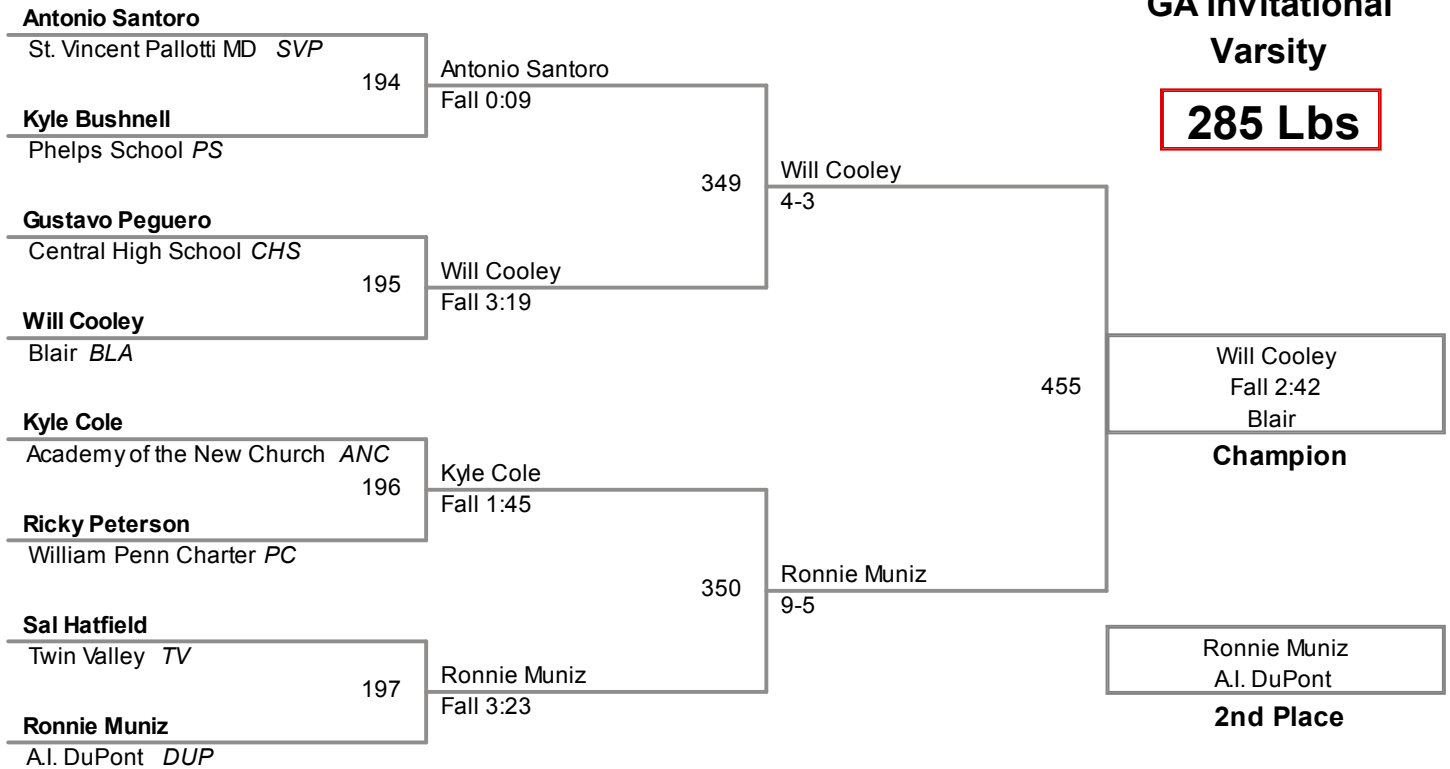 GA Invitational
Varsity
285 Lbs
Antonio Santoro
St. Vincent Pallotti MD SVP
194
Kyle Bushnell
Phelps School PS
Antonio Santoro
Fall 0:09
Gustavo Peguero
Central High School CHS
195
Will Cooley
Blair BLA
Will Cooley
Fall 3:19
349
Will Cooley
4-3
Kyle Cole
Academy of the New Church ANC
196
Ricky Peterson
William Penn Charter PC
Kyle Cole
Fall 1:45
Sal Hatfield
Twin Valley TV
197
Ronnie Muniz
A.I. DuPont DUP
Ronnie Muniz
Fall 3:23
350
Ronnie Muniz
9-5
455
Will Cooley
Fall 2:42
Blair
Champion
Ronnie Muniz
A.I. DuPont
2nd Place